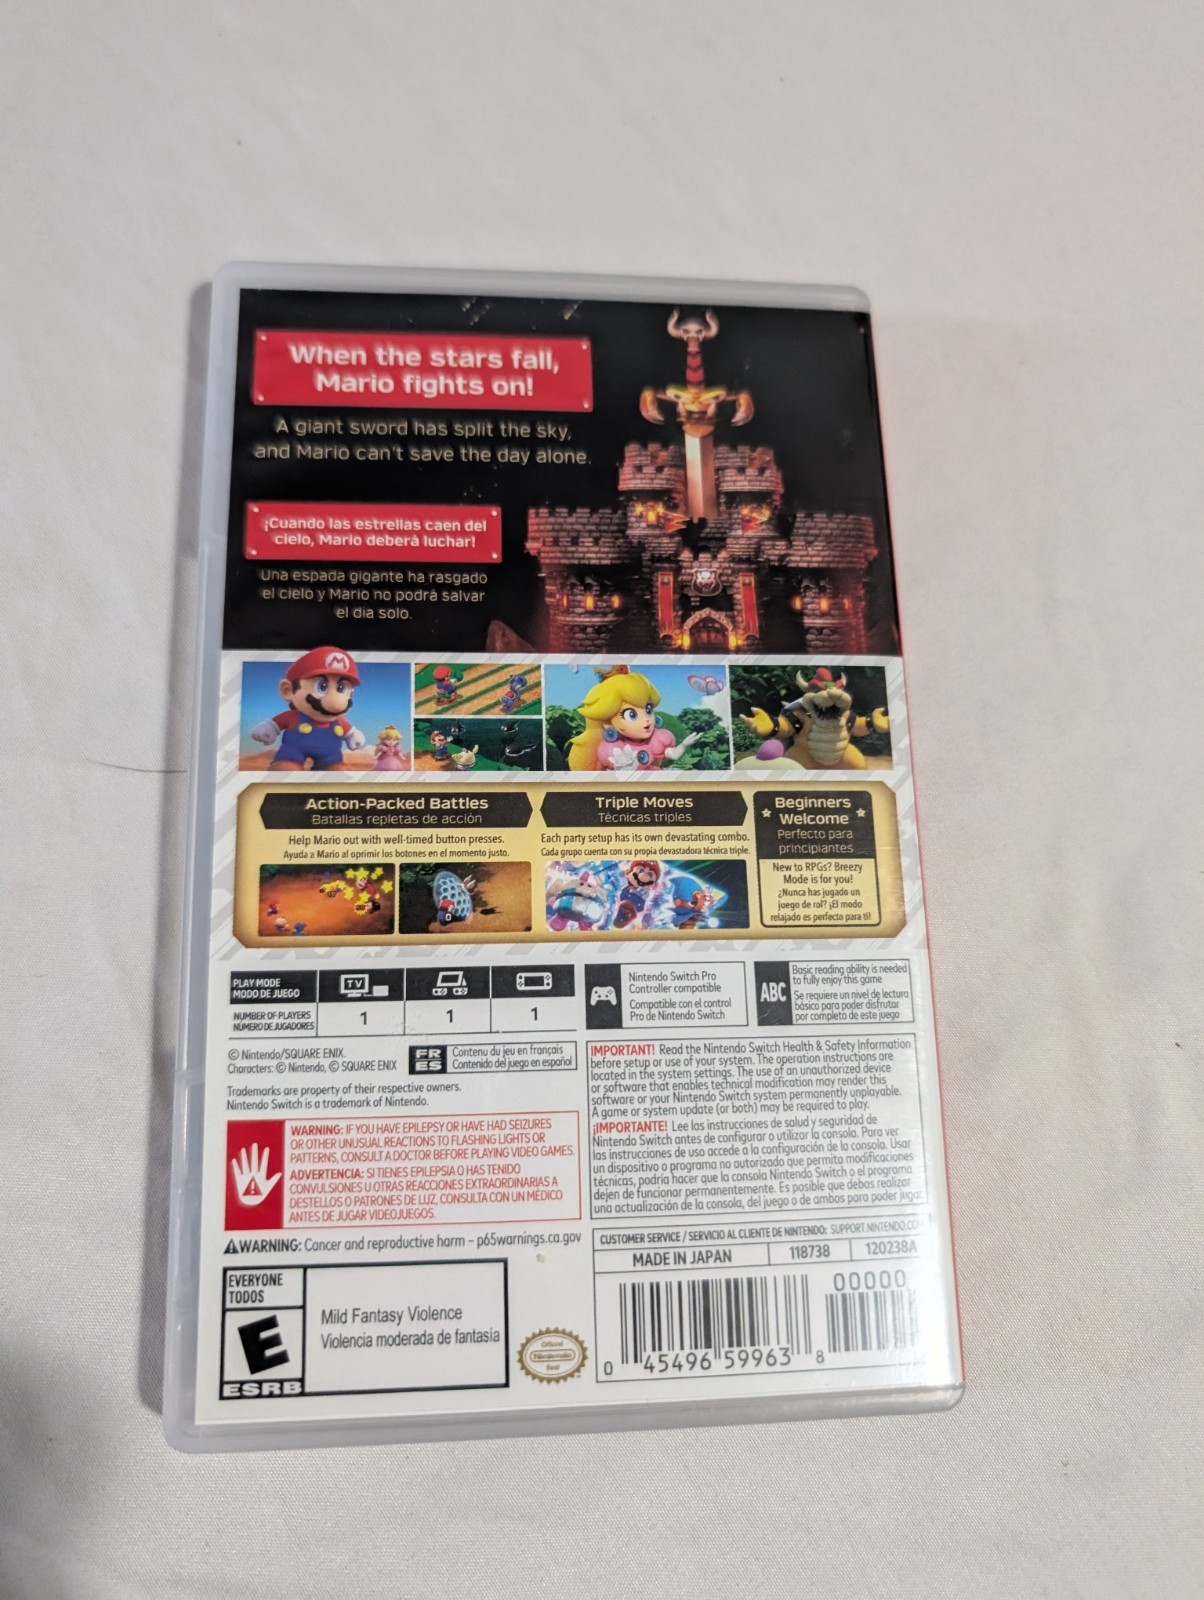 When the stars fall,
Mario fights on!
A giant sword has split the sky,
and Mario can't save the day alone.
¡Cuando las estrellas caen del
cielo, Mario deberá luchar!
Una espada gigante ha rasgado
el cielo y Mario no podrá salvar
el día solo.
Action-Packed Battles
Batallas repletas de acción
Help Mario out with well-timed button presses.
Ayuda a Mario al oprimir los botones en el momento justo.
Triple Moves
Técnicas triples
Each party setup has its own devastating combo.
Cada grupo cuenta con su propia devastadora técnica triple.
Beginners
Welcome
Perfecto para
principiantes
New to RPGs? Breezy
Mode is for you!
¿Nunca has jugado un
juego de rol? ¡El modo
relajado es perfecto para ti!
PLAY MODE
MODO DE JUEGO
TV
NUMBER OF PLAYERS
NÚMERO DE JUGADORES
1
1
1
Nintendo Switch Pro
Controller compatible
Compatible con el control
Pro de Nintendo Switch
ABC
Basic reading ability is needed
to fully enjoy this game
Se requiere un nivel de lectura
básico para poder disfrutar
por completo de este juego
© Nintendo/SQUARE ENIX.
Characters: © Nintendo, © SQUARE ENIX
FR
ES
Contenu du jeu en français
Contenido del juego en español
Trademarks are property of their respective owners.
Nintendo Switch is a trademark of Nintendo.
WARNING: IF YOU HAVE EPILEPSY OR HAVE HAD SEIZURES
OR OTHER UNUSUAL REACTIONS TO FLASHING LIGHTS OR
PATTERNS, CONSULT A DOCTOR BEFORE PLAYING VIDEO GAMES.
ADVERTENCIA: SI TIENES EPILEPSIA O HAS TENIDO
CONVULSIONES U OTRAS REACCIONES EXTRAORDINARIAS A
DESTELLOS O PATRONES DE LUZ, CONSULTA CON UN MÉDICO
ANTES DE JUGAR VIDEOJUEGOS.
IMPORTANT! Read the Nintendo Switch Health & Safety Information
before setup or use of your system. The operation instructions are
located in the system settings. The use of an unauthorized device
or software that enables technical modification may render this
software or your Nintendo Switch system permanently unplayable.
A game or system update (or both) may be required to play.
¡IMPORTANTE! Lee las instrucciones de salud y seguridad de
Nintendo Switch antes de configurar o utilizar la consola. Para ver
las instrucciones de uso accede a la configuración de la consola. Usar
un dispositivo o programa no autorizado que permita modificaciones
técnicas, podría hacer que la consola Nintendo Switch o el programa
dejen de funcionar permanentemente. Es posible que debas realizar
una actualización de la consola, del juego o de ambos para poder jugar.
WARNING: Cancer and reproductive harm – p65warnings.ca.gov
CUSTOMER SERVICE / SERVICIO AL CLIENTE DE NINTENDO: SUPPORT.NINTENDO.CO
MADE IN JAPAN
118738
120238A
EVERYONE
TODOS
E
ESRB
Mild Fantasy Violence
Violencia moderada de fantasía
Official
Nintendo
Seal
00000
0 45496 59963 8